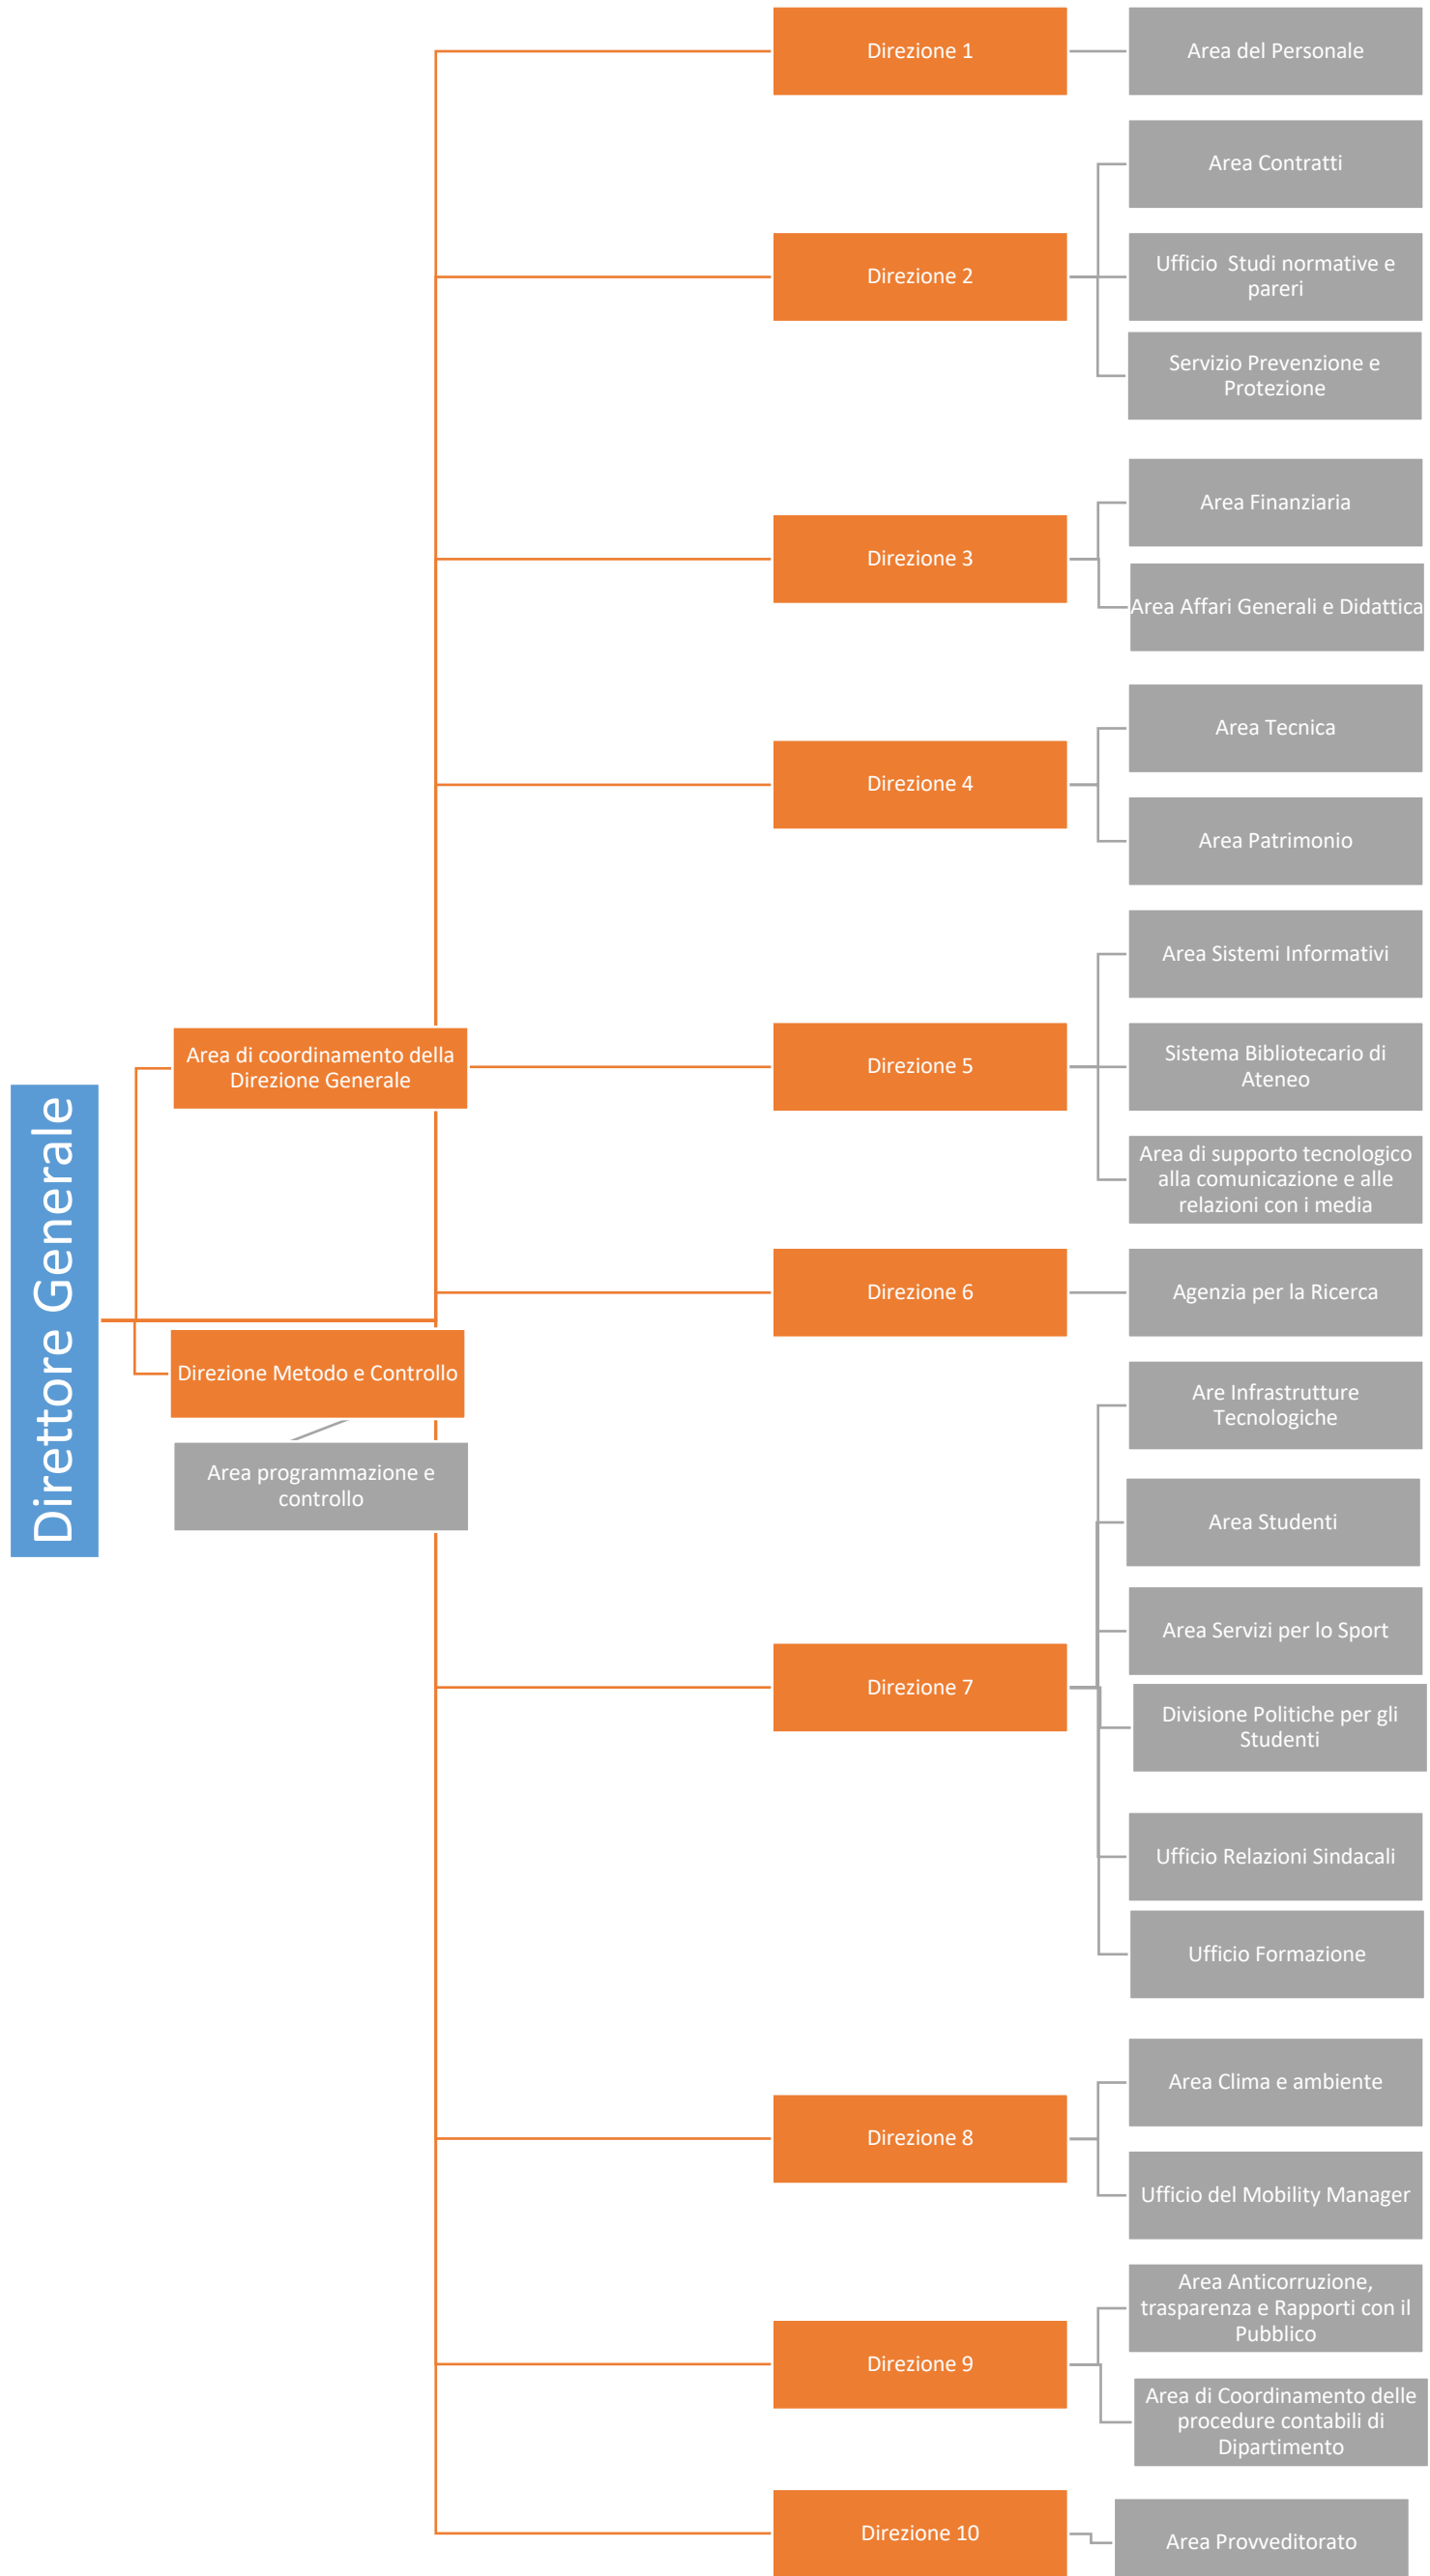 Direttore Generale
Area di coordinamento della
Direzione Generale
Direzione Metodo e Controllo
Area programmazione e
controllo
Direzione 1
Area del Personale
Direzione 2
Area Contratti
Ufficio Studi normative e
pareri
Servizio Prevenzione e
Protezione
Direzione 3
Area Finanziaria
Area Affari Generali e Didattica
Direzione 4
Area Tecnica
Area Patrimonio
Direzione 5
Area Sistemi Informativi
Sistema Bibliotecario di
Ateneo
Area di supporto tecnologico
alla comunicazione e alle
relazioni con i media
Direzione 6
Agenzia per la Ricerca
Direzione 7
Are Infrastrutture
Tecnologiche
Area Studenti
Area Servizi per lo Sport
Divisione Politiche per gli
Studenti
Ufficio Relazioni Sindacali
Ufficio Formazione
Direzione 8
Area Clima e ambiente
Ufficio del Mobility Manager
Direzione 9
Area Anticorruzione,
trasparenza e Rapporti con il
Pubblico
Area di Coordinamento delle
procedure contabili di
Dipartimento
Direzione 10
Area Provveditorato